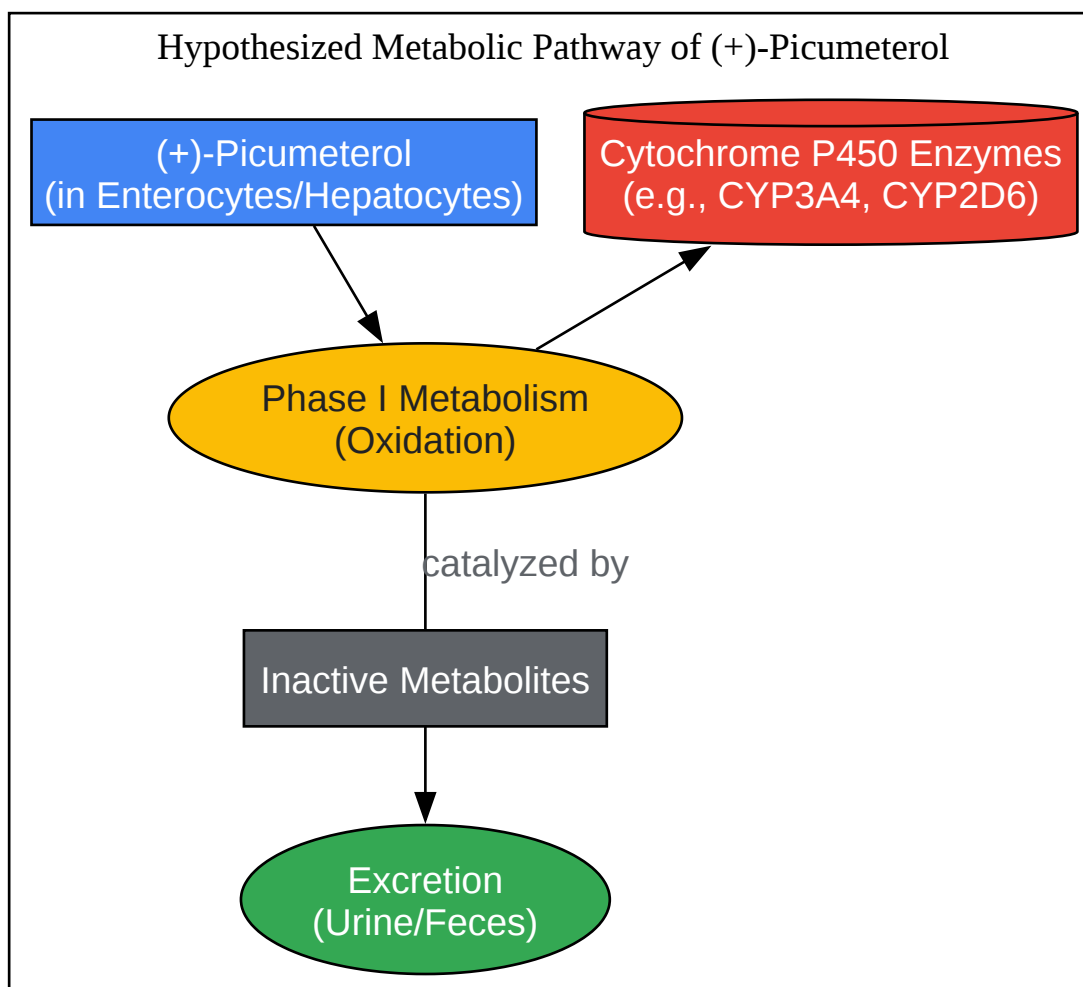 Hypothesized Metabolic Pathway of (+)-Picumeterol
(+)-Picumeterol
(in Enterocytes/Hepatocytes)
Cytochrome P450 Enzymes
(e.g., CYP3A4, CYP2D6)
Phase I Metabolism
(Oxidation)
catalyzed by
Inactive Metabolites
Excretion
(Urine/Feces)